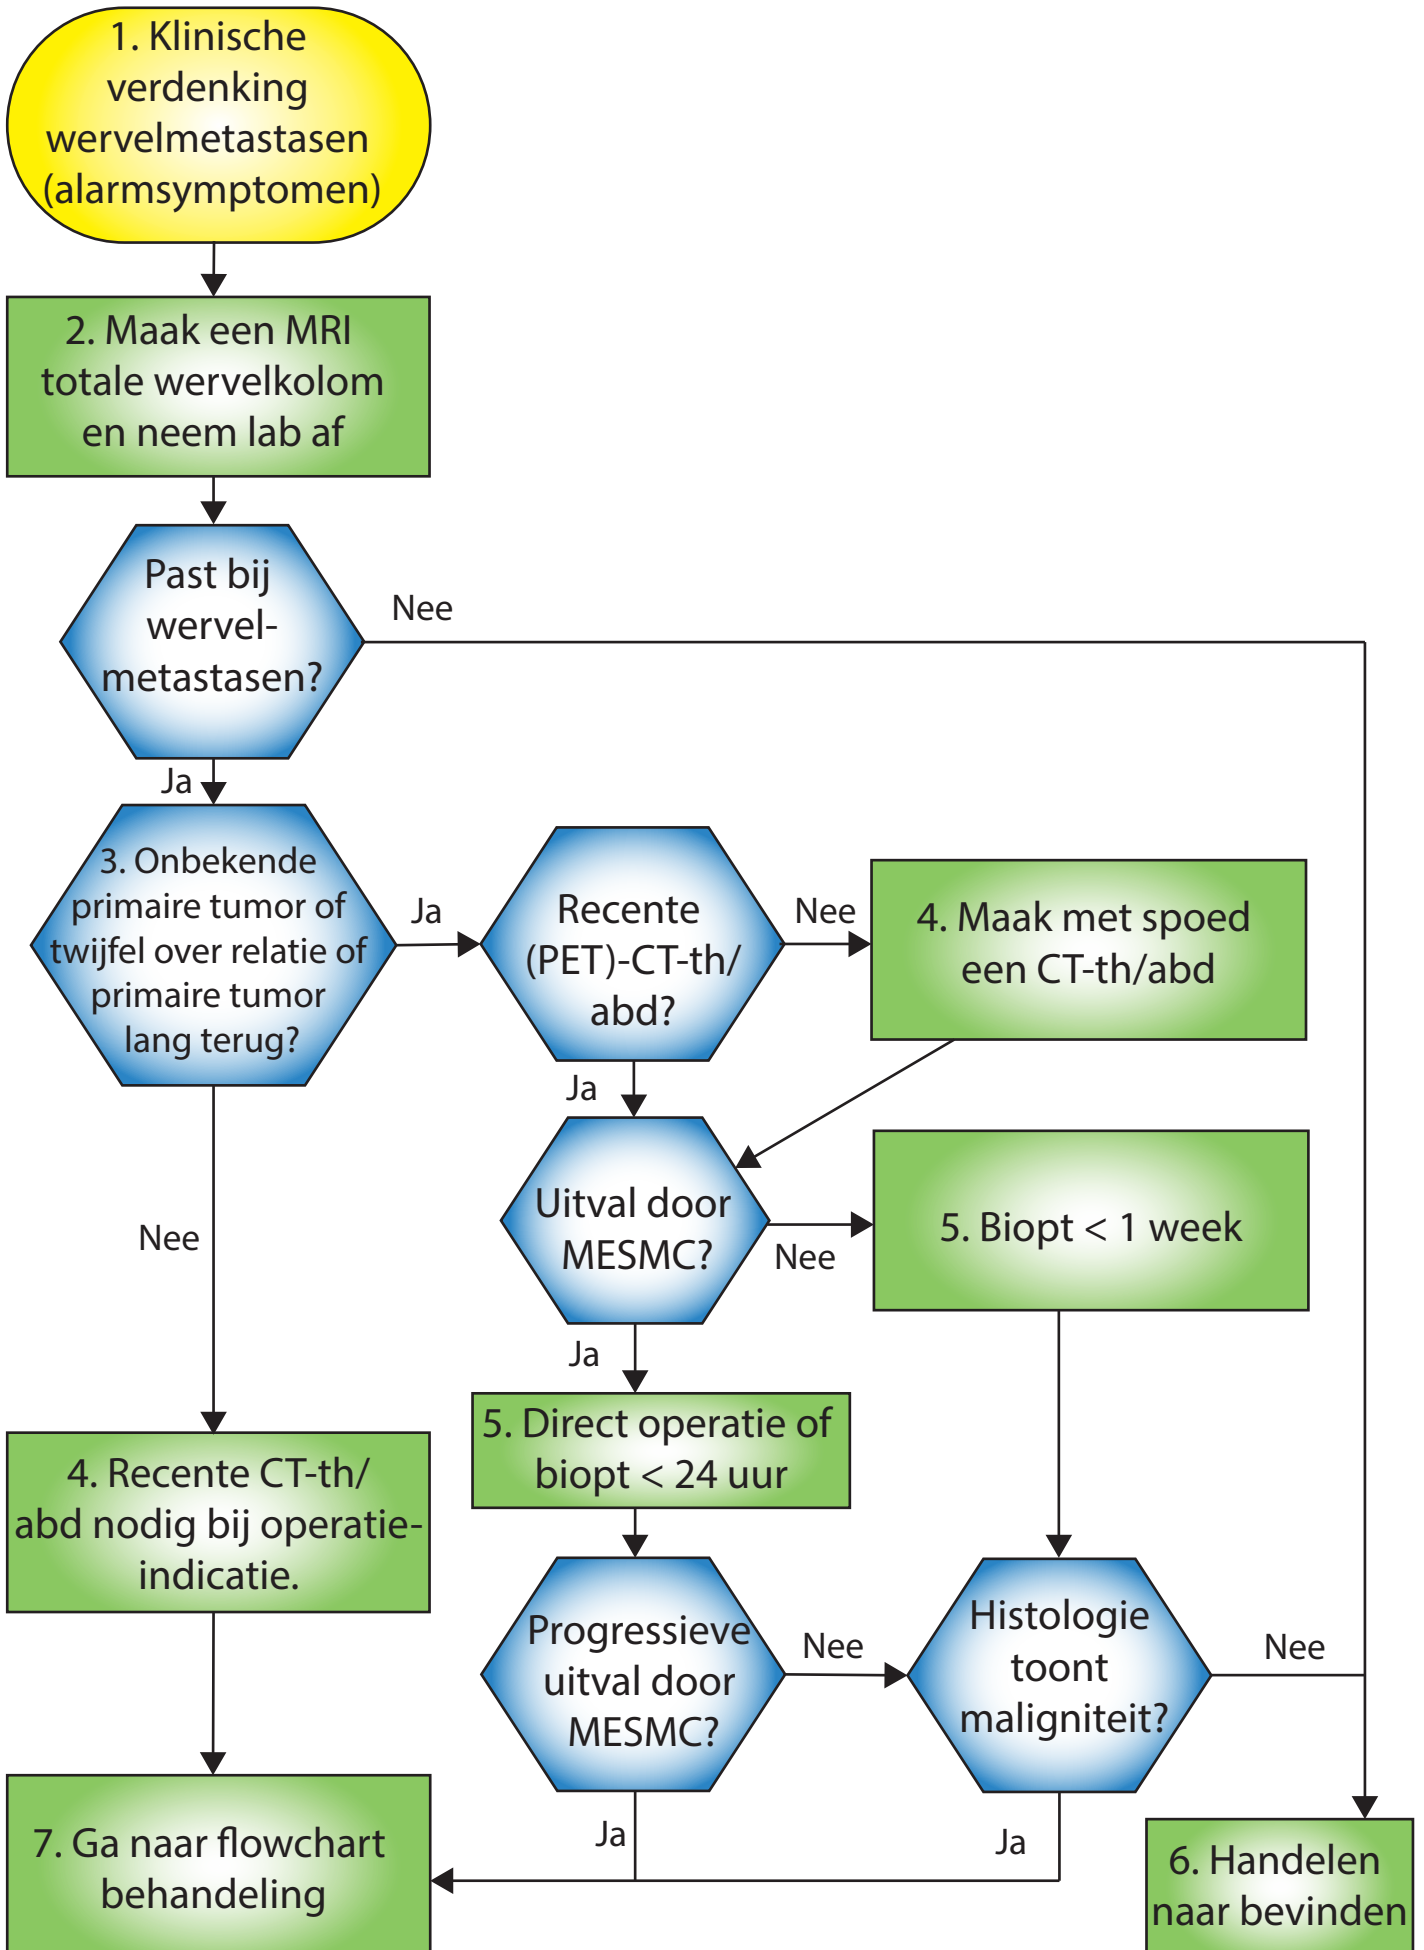 1. Klinische
verdenking
wervelmetastasen
(alarmsymptomen)
2. Maak een MRI
totale wervelkolom
en neem lab af
Past bij
wervel-
metastasen?
Nee
Ja
3. Onbekende
primaire tumor of
twijfel over relatie of
primaire tumor
lang terug?
Ja
Recente
(PET)-CT-th/
abd?
Nee
4. Maak met spoed
een CT-th/abd
Ja
Uitval door
MESMC?
Nee
5. Biopt < 1 week
Nee
Ja
5. Direct operatie of
biopt < 24 uur
4. Recente CT-th/
abd nodig bij operatie-
indicatie.
Progressieve
uitval door
MESMC?
Nee
Histologie
toont
maligniteit?
Nee
Ja
Ja
7. Ga naar flowchart
behandeling
6. Handelen
naar bevinden